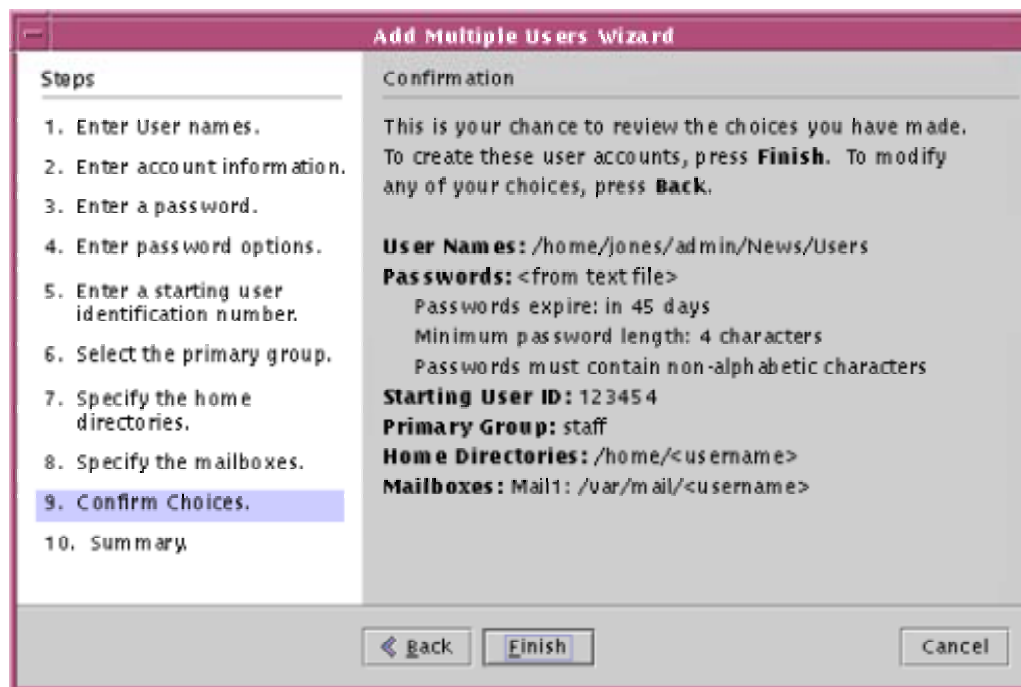 Add Multiple Users Wizard
Steps
1. Enter User names.
2. Enter account information.
3. Enter a password.
4. Enter password options.
5. Enter a starting user
identification number.
6. Select the primary group.
7. Specify the home
directories.
8. Specify the mailboxes.
9. Confirm Choices.
10. Summary.
Confirmation
This is your chance to review the choices you have made.
To create these user accounts, press Finish. To modify
any of your choices, press Back.
User Names: /home/jones/admin/News/Users
Passwords: <from text file>
Passwords expire: in 45 days
Minimum password length: 4 characters
Passwords must contain non-alphabetic characters
Starting User ID: 123454
Primary Group: staff
Home Directories: /home/<username>
Mailboxes: Mail1: /var/mail/<username>
Back
Finish
Cancel